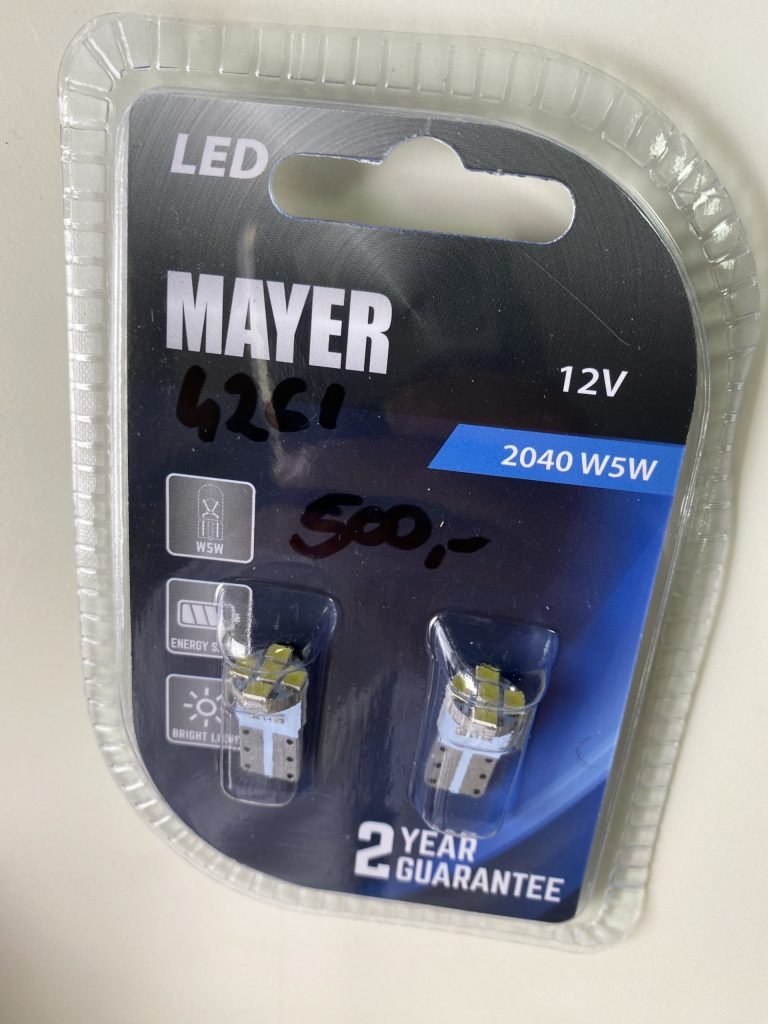 LED
MAYER
12V
4261
2040 W5W
W5W
500,-
ENERGY S
BRIGHT LIGHT
2 YEAR
GUARANTEE